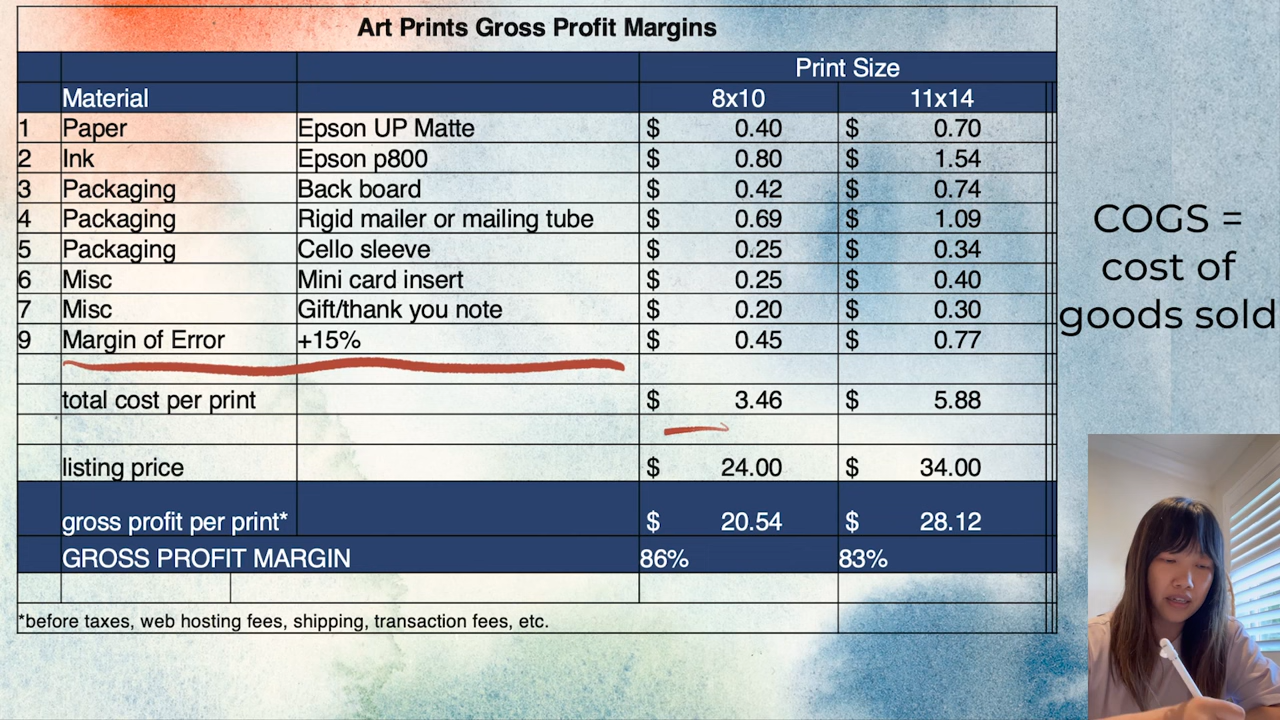 Art Prints Gross Profit Margins
Print Size
Material 8x10 11x14
1 Paper Epson UP Matte $ 0.40 $ 0.70
2 Ink Epson p800 $ 0.80 $ 1.54
3 Packaging Back board $ 0.42 $ 0.74
4 Packaging Rigid mailer or mailing tube $ 0.69 $ 1.09
5 Packaging Cello sleeve $ 0.25 $ 0.34
6 Misc Mini card insert $ 0.25 $ 0.40
7 Misc Gift/thank you note $ 0.20 $ 0.30
9 Margin of Error +15% $ 0.45 $ 0.77
total cost per print $ 3.46 $ 5.88
listing price $ 24.00 $ 34.00
gross profit per print* $ 20.54 $ 28.12
GROSS PROFIT MARGIN 86% 83%
*before taxes, web hosting fees, shipping, transaction fees, etc.
COGS =
cost of
goods sold